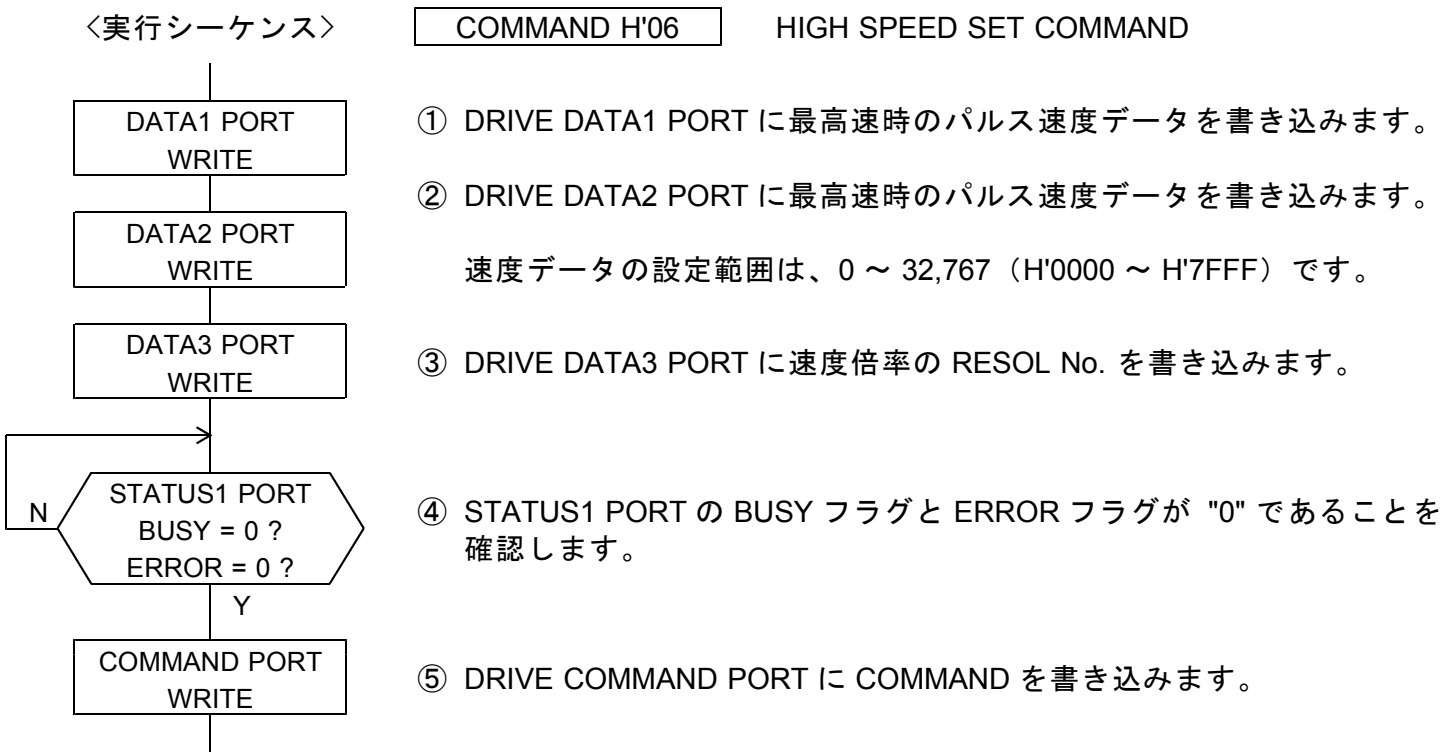 〈実行シーケンス〉 COMMAND H'06 HIGH SPEED SET COMMAND
DATA1 PORT
WRITE
① DRIVE DATA1 PORT に最高速時のパルス速度データを書き込みます。
DATA2 PORT
WRITE
② DRIVE DATA2 PORT に最高速時のパルス速度データを書き込みます。
速度データの設定範囲は、0 ～ 32,767（H'0000 ～ H'7FFF）です。
DATA3 PORT
WRITE
③ DRIVE DATA3 PORT に速度倍率の RESOL No. を書き込みます。
N
STATUS1 PORT
BUSY = 0 ?
ERROR = 0 ?
Y
④ STATUS1 PORT の BUSY フラグと ERROR フラグが "0" であることを
確認します。
COMMAND PORT
WRITE
⑤ DRIVE COMMAND PORT に COMMAND を書き込みます。